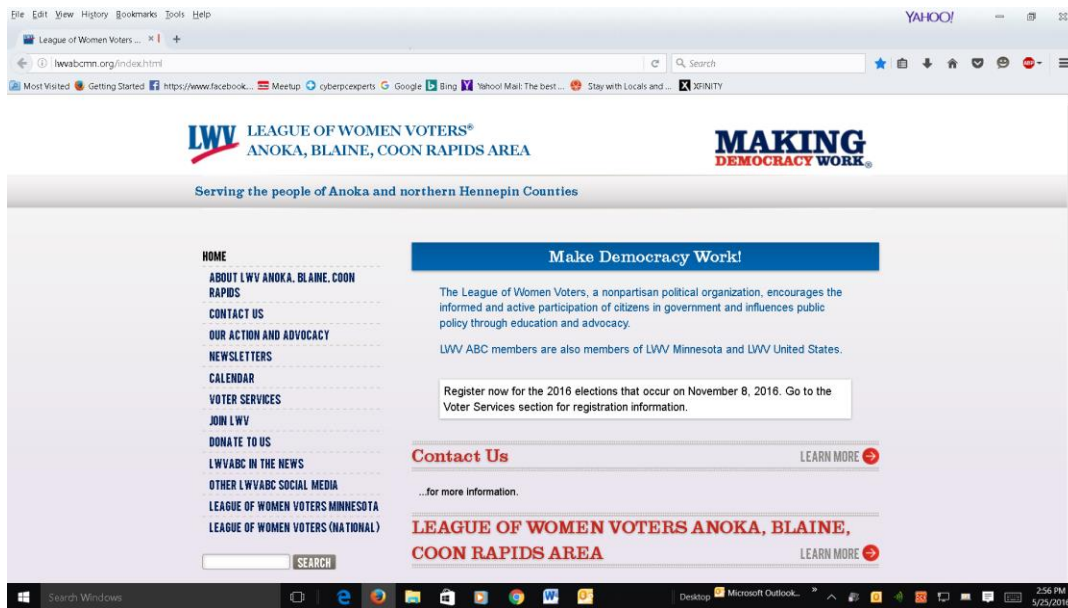 File Edit View History Bookmarks Tools Help
YAHOO!
League of Women Voters ... × +
lwvabcmn.org/index.html
Search
Most Visited Getting Started https://www.facebook... Meetup cyberpcexperts Google Bing Yahoo! Mail: The best ... Stay with Locals and ... XFINITY
LWV LEAGUE OF WOMEN VOTERS®
ANOKA, BLAINE, COON RAPIDS AREA
MAKING
DEMOCRACY WORK®
Serving the people of Anoka and northern Hennepin Counties
HOME
ABOUT LWV ANOKA, BLAINE, COON
RAPIDS
CONTACT US
OUR ACTION AND ADVOCACY
NEWSLETTERS
CALENDAR
VOTER SERVICES
JOIN LWV
DONATE TO US
LWVABC IN THE NEWS
OTHER LWVABC SOCIAL MEDIA
LEAGUE OF WOMEN VOTERS MINNESOTA
LEAGUE OF WOMEN VOTERS (NATIONAL)
SEARCH
Make Democracy Work!
The League of Women Voters, a nonpartisan political organization, encourages the
informed and active participation of citizens in government and influences public
policy through education and advocacy.
LWV ABC members are also members of LWV Minnesota and LWV United States.
Register now for the 2016 elections that occur on November 8, 2016. Go to the
Voter Services section for registration information.
Contact Us
LEARN MORE
...for more information.
LEAGUE OF WOMEN VOTERS ANOKA, BLAINE,
COON RAPIDS AREA
LEARN MORE
Search Windows
Desktop
Microsoft Outlook...
2:56 PM
5/25/2016